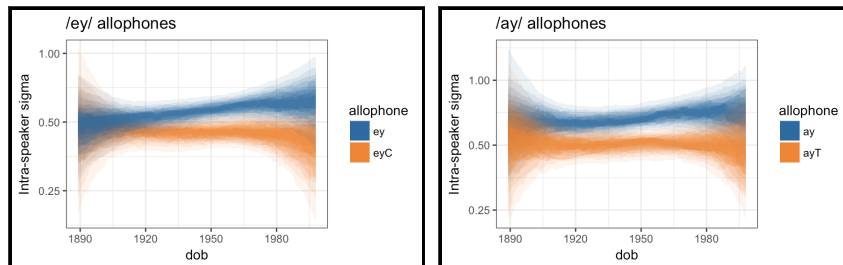 /ey/ allophones
Intra-speaker sigma
1.00
0.50
0.25
1890 1920 1950 1980
dob
allophone
ey
eyC
/ay/ allophones
Intra-speaker sigma
1.00
0.50
0.25
1890 1920 1950 1980
dob
allophone
ay
ayT